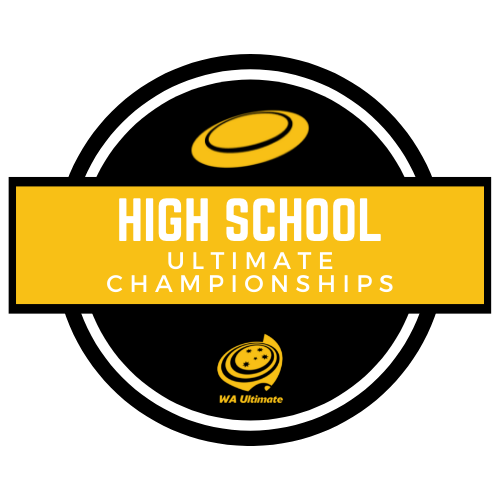 HIGH SCHOOL
ULTIMATE
CHAMPIONSHIPS
WA Ultimate